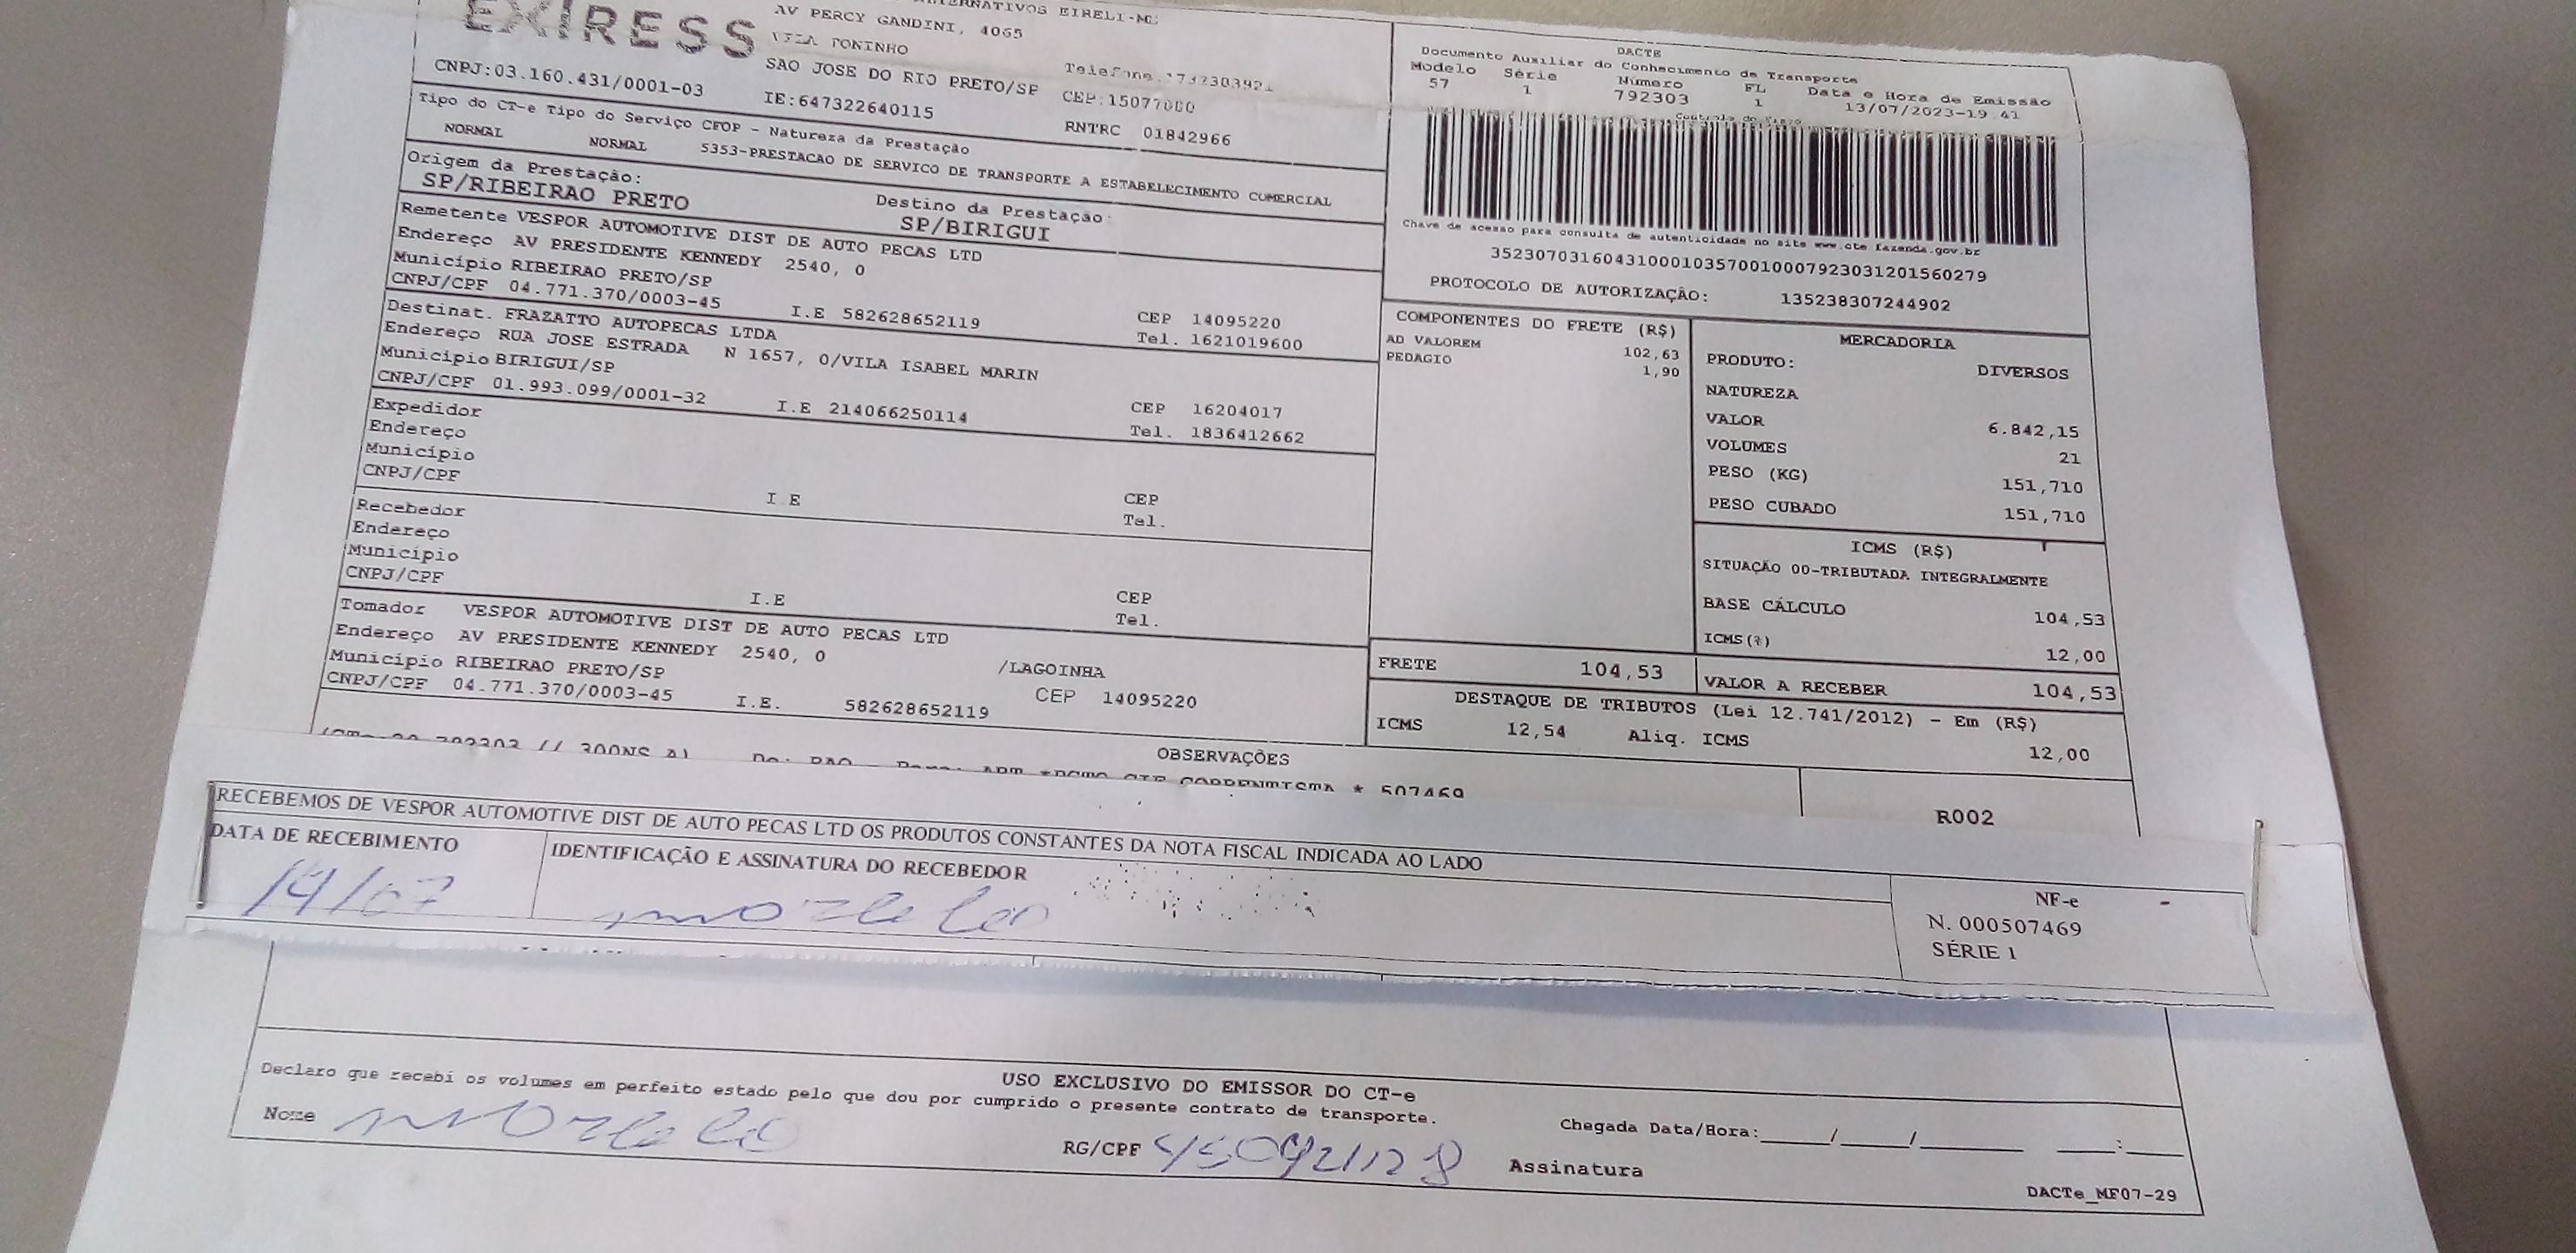 EXPRESS
EIRELI-ME
AV PERCY GANDINI, 4065
VILA TONINHO
SAO JOSE DO RIO PRETO/SP
CNPJ:03.160.431/0001-03
IE:647322640115
CEP:15077000
RNTRC 01842966
Tipo do CT-e Tipo do Serviço CFOP - Natureza da Prestação
NORMAL NORMAL 5353-PRESTACAO DE SERVICO DE TRANSPORTE A ESTABELECIMENTO COMERCIAL
Origem da Prestação: Destino da Prestação:
SP/RIBEIRAO PRETO SP/BIRIGUI
Remetente VESPOR AUTOMOTIVE DIST DE AUTO PECAS LTD
Endereço AV PRESIDENTE KENNEDY 2540, 0
Município RIBEIRAO PRETO/SP CEP 14095220
CNPJ/CPF 04.771.370/0003-45 I.E 582628652119 Tel. 1621019600
Destinat. FRAZATTO AUTOPECAS LTDA
Endereço RUA JOSE ESTRADA N 1657, 0/VILA ISABEL MARIN
Município BIRIGUI/SP CEP 16204017
CNPJ/CPF 01.993.099/0001-32 I.E 214066250114 Tel. 1836412662
Expedidor
Endereço
Município CEP
CNPJ/CPF I.E Tel.
Recebedor
Endereço
Município CEP
CNPJ/CPF I.E Tel.
Tomador VESPOR AUTOMOTIVE DIST DE AUTO PECAS LTD
Endereço AV PRESIDENTE KENNEDY 2540, 0 /LAGOINHA
Município RIBEIRAO PRETO/SP CEP 14095220
CNPJ/CPF 04.771.370/0003-45 I.E. 582628652119
OBSERVAÇÕES
CIF CORRENTISTA * 507469
DACTE
Documento Auxiliar do Conhecimento de Transporte
Modelo Série Número FL Data e Hora de Emissão
57 1 792303 1 13/07/2023-19:41
Chave de acesso para consulta de autenticidade no site www.cte.fazenda.gov.br
35230703160431000103570010007923031201560279
PROTOCOLO DE AUTORIZAÇÃO: 135238307244902
COMPONENTES DO FRETE (R$)
AD VALOREM 102,63
PEDAGIO 1,90
MERCADORIA
PRODUTO: DIVERSOS
NATUREZA
VALOR 6.842,15
VOLUMES 21
PESO (KG) 151,710
PESO CUBADO 151,710
ICMS (R$)
SITUAÇÃO 00-TRIBUTADA INTEGRALMENTE
BASE CÁLCULO 104,53
ICMS(%) 12,00
FRETE 104,53 VALOR A RECEBER 104,53
DESTAQUE DE TRIBUTOS (Lei 12.741/2012) - Em (R$)
ICMS 12,54 Aliq. ICMS 12,00
R002
RECEBEMOS DE VESPOR AUTOMOTIVE DIST DE AUTO PECAS LTD OS PRODUTOS CONSTANTES DA NOTA FISCAL INDICADA AO LADO
DATA DE RECEBIMENTO IDENTIFICAÇÃO E ASSINATURA DO RECEBEDOR
14/07
NF-e
N. 000507469
SÉRIE 1
USO EXCLUSIVO DO EMISSOR DO CT-e
Declaro que recebi os volumes em perfeito estado pelo que dou por cumprido o presente contrato de transporte.
Nome RG/CPF Assinatura
Chegada Data/Hora:_____/_____/_______ ____:____
DACTe_MF07-29